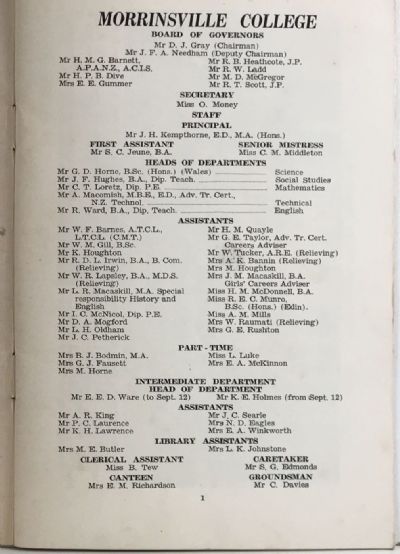 MORRINSVILLE COLLEGE
BOARD OF GOVERNORS
Mr D. J. Gray (Chairman)
Mr J. F. A. Needham (Deputy Chairman)
Mr H. M. G. Barnett, Mr R. B. Heathcote, J.P.
A.P.A.N.Z., A.C.I.S. Mr R. W. Ladd
Mr H. P. B. Dive Mr M. D. McGregor
Mrs E. E. Gummer Mr R. T. Scott, J.P.
SECRETARY
Miss O. Money
STAFF
PRINCIPAL
Mr J. H. Kempthorne, E.D., M.A. (Hons.)
FIRST ASSISTANT SENIOR MISTRESS
Mr S. C. Jeune, B.A. Miss C. M. Middleton
HEADS OF DEPARTMENTS
Mr G. D. Horne, B.Sc. (Hons.) (Wales) Science
Mr J. F. Hughes, B.A., Dip. Teach. Social Studies
Mr C. T. Loretz, Dip. P.E. Mathematics
Mr A. Macomish, M.B.E., E.D., Adv. Tr. Cert.,
N.Z. Technol. Technical
Mr R. Ward, B.A., Dip. Teach. English
ASSISTANTS
Mr W. F. Barnes, A.T.C.L., Mr H. M. Quayle
L.T.C.L. (C.M.T.) Mr G. E. Taylor, Adv. Tr. Cert.
Mr W. M. Gill, B.Sc. Careers Adviser
Mr K. Houghton Mr W. Tucker, A.R.E. (Relieving)
Mr R. D. L. Irwin, B.A., B. Com. Mrs A. K. Bannin (Relieving)
(Relieving) Mrs M. Houghton
Mr W. R. Lapsley, B.A., M.D.S. Mrs J. M. Macaskill, B.A.
(Relieving) Girls' Careers Adviser
Mr L. R. Macaskill, M.A. Special Miss H. M. McDonnell, B.A.
responsibility History and Miss R. E. C. Munro,
English B.Sc. (Hons.) (Edin).
Mr I. C. McNicol, Dip. P.E. Miss A. M. Mills
Mr D. A. Mogford Mrs W. Raumati (Relieving)
Mr L. H. Oldham Mrs G. E. Rushton
Mr J. C. Petherick
PART-TIME
Mrs B. J. Bodmin, M.A. Miss L. Luke
Mrs G. J. Fausett Mrs E. A. McKinnon
Mrs M. Horne
INTERMEDIATE DEPARTMENT
HEAD OF DEPARTMENT
Mr E. E. D. Ware (to Sept. 12) Mr K. E. Holmes (from Sept. 12)
ASSISTANTS
Mr A. R. King Mr J. C. Searle
Mr P. C. Laurence Mrs N. D. Eagles
Mr K. H. Lawrence Mrs E. A. Winkworth
LIBRARY ASSISTANTS
Mrs M. E. Butler Mrs L. K. Johnstone
CLERICAL ASSISTANT CARETAKER
Miss B. Tew Mr S. G. Edmonds
CANTEEN GROUNDSMAN
Mrs E. M. Richardson Mr C. Davies
1